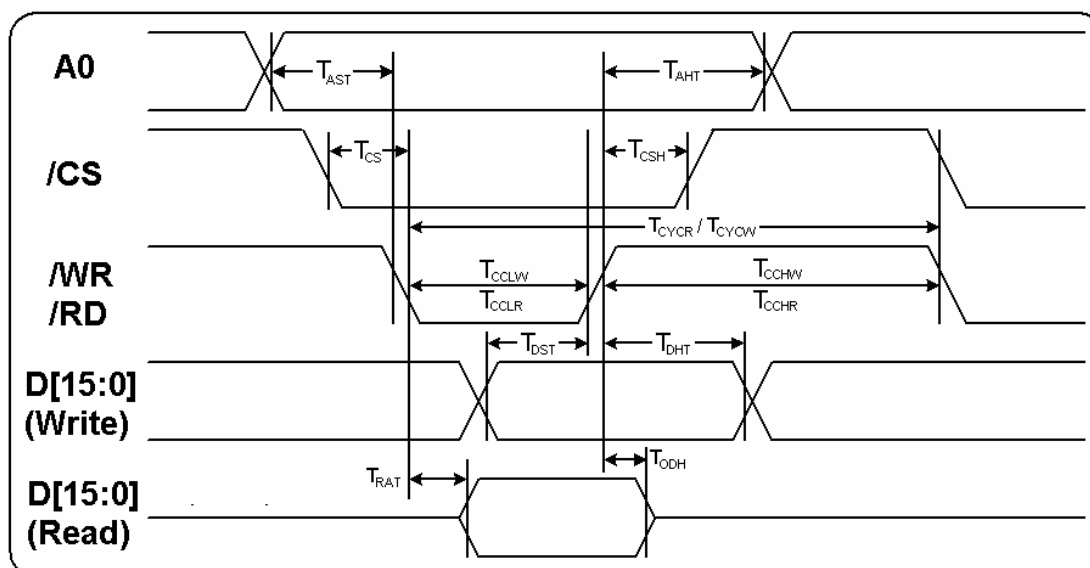 A0
T_AST
T_AHT
/CS
T_CS
T_CSH
T_CYCR / T_CYCW
/WR
/RD
T_CCLW
T_CCLR
T_CCHW
T_CCHR
D[15:0]
(Write)
T_DST
T_DHT
D[15:0]
(Read)
T_RAT
T_ODH